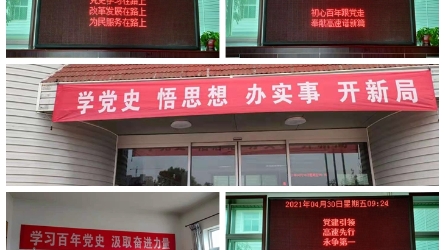 党史学习在路上
改革发展在路上
为民服务在路上
初心百年跟党走
奉献高速谱新篇
学党史 悟思想 办实事 开新局
学习百年党史 汲取奋进力量
2021年04月30日星期五09:24
党建引领
高速先行
永争第一